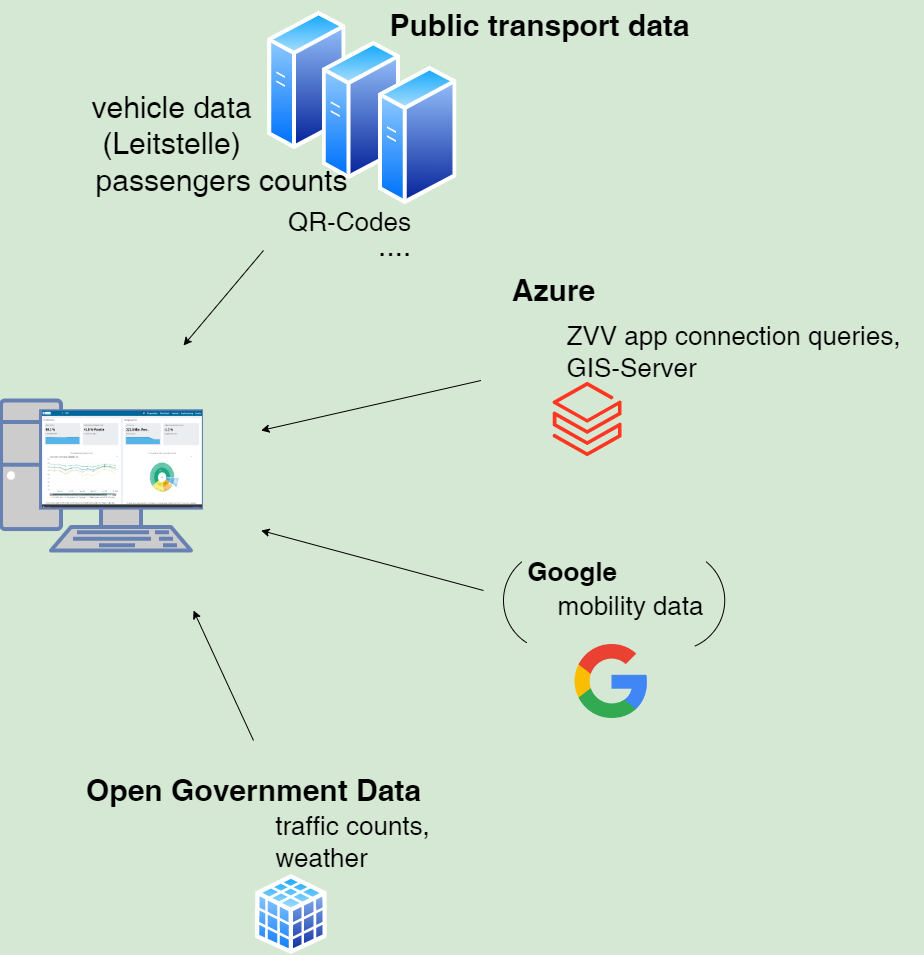 Public transport data
vehicle data
(Leitstelle)
passengers counts
QR-Codes
....
Azure
ZVV app connection queries,
GIS-Server
Google
mobility data
Open Government Data
traffic counts,
weather